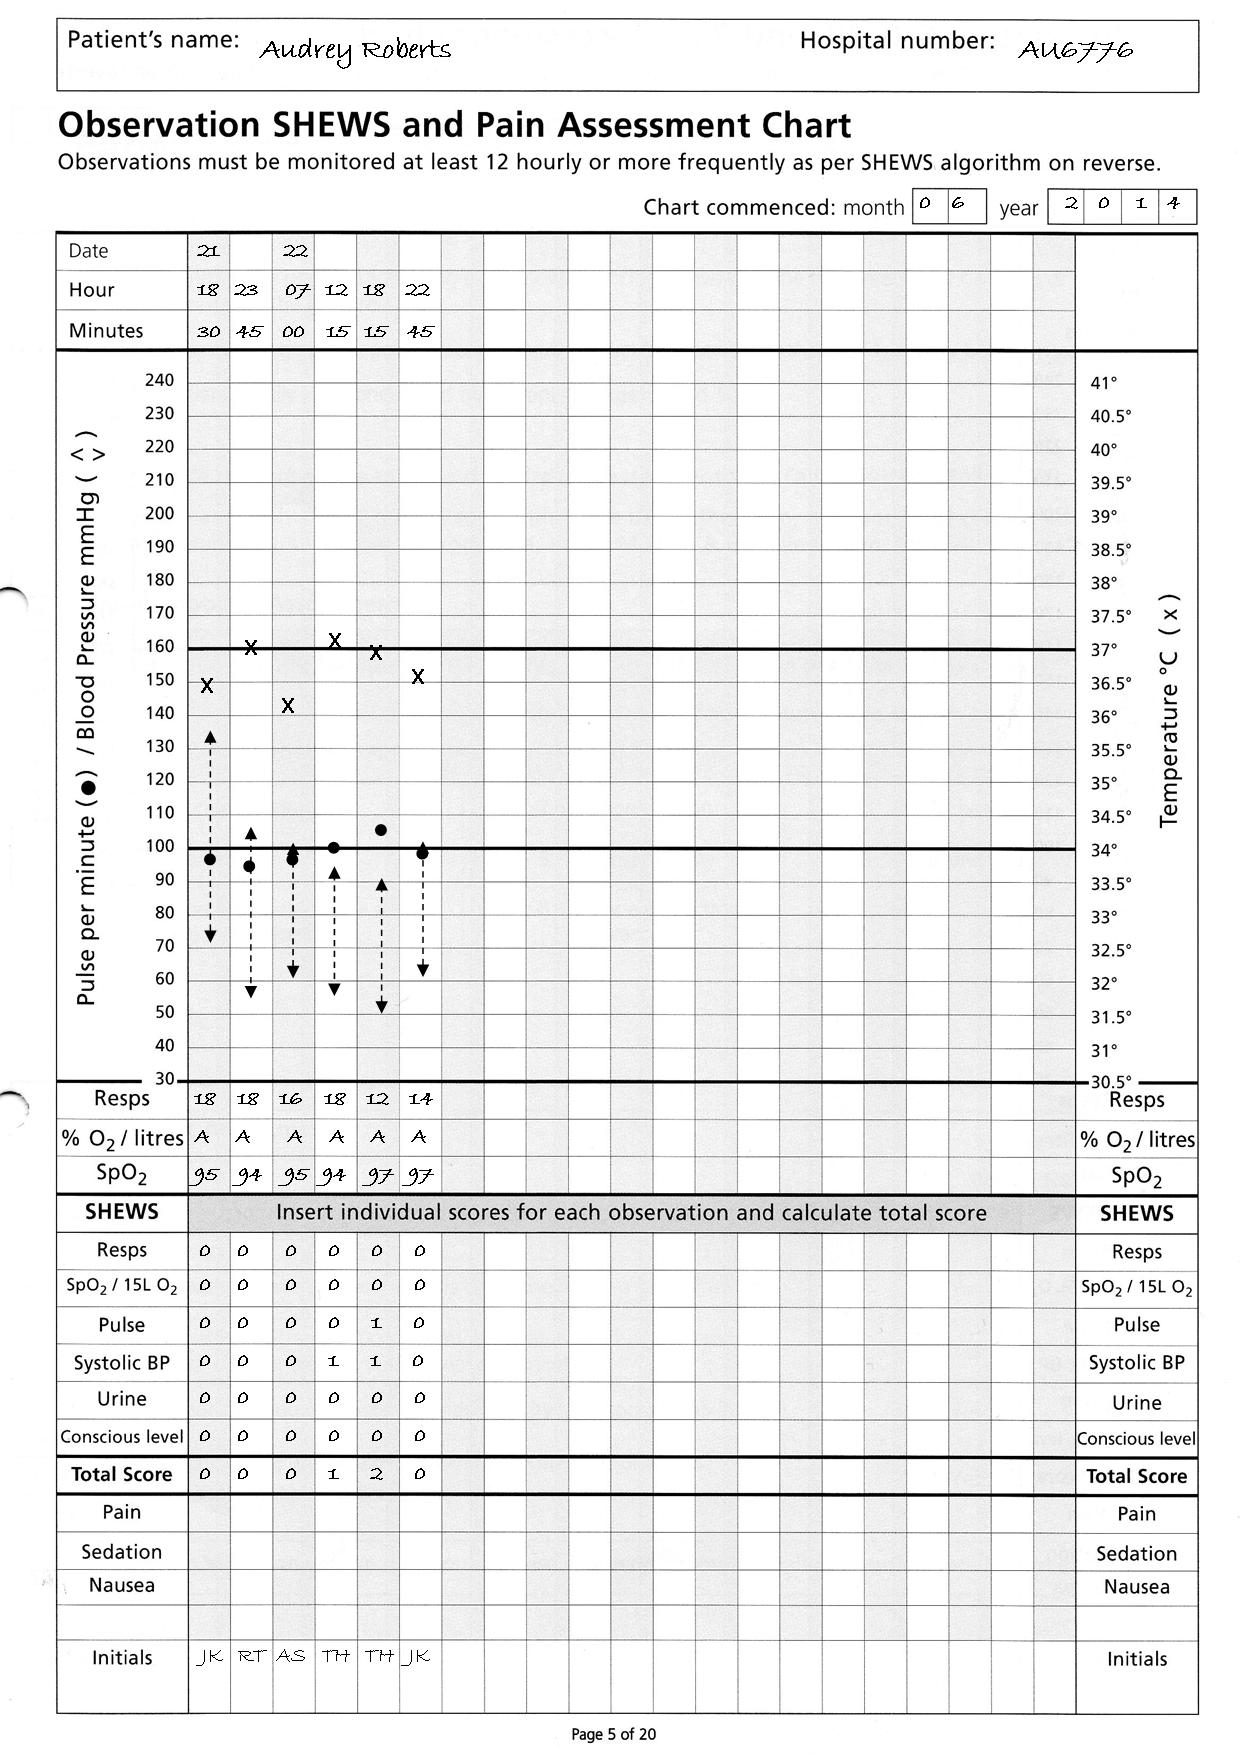 Patient's name: Audrey Roberts Hospital number: AU6776
Observation SHEWS and Pain Assessment Chart
Observations must be monitored at least 12 hourly or more frequently as per SHEWS algorithm on reverse.
Chart commenced: month 0 6 year 2 0 1 4
Date 21 22
Hour 18 23 07 12 18 22
Minutes 30 45 00 15 15 45
Pulse per minute (●) / Blood Pressure mmHg ( <> )
240 41°
230 40.5°
220 40°
210 39.5°
200 39°
190 38.5°
180 38°
170 37.5°
160 37°
150 36.5°
140 36°
130 35.5°
120 35°
110 34.5°
100 34°
90 33.5°
80 33°
70 32.5°
60 32°
50 31.5°
40 31°
30 30.5°
Temperature °C ( x )
Resps 18 18 16 18 12 14 Resps
% O₂ / litres A A A A A A % O₂ / litres
SpO₂ 95 94 95 94 97 97 SpO₂
SHEWS Insert individual scores for each observation and calculate total score SHEWS
Resps 0 0 0 0 0 0 Resps
SpO₂ / 15L O₂ 0 0 0 0 0 0 SpO₂ / 15L O₂
Pulse 0 0 0 0 1 0 Pulse
Systolic BP 0 0 0 1 1 0 Systolic BP
Urine 0 0 0 0 0 0 Urine
Conscious level 0 0 0 0 0 0 Conscious level
Total Score 0 0 0 1 2 0 Total Score
Pain Pain
Sedation Sedation
Nausea Nausea
Initials JK RT AS TH TH JK Initials
Page 5 of 20